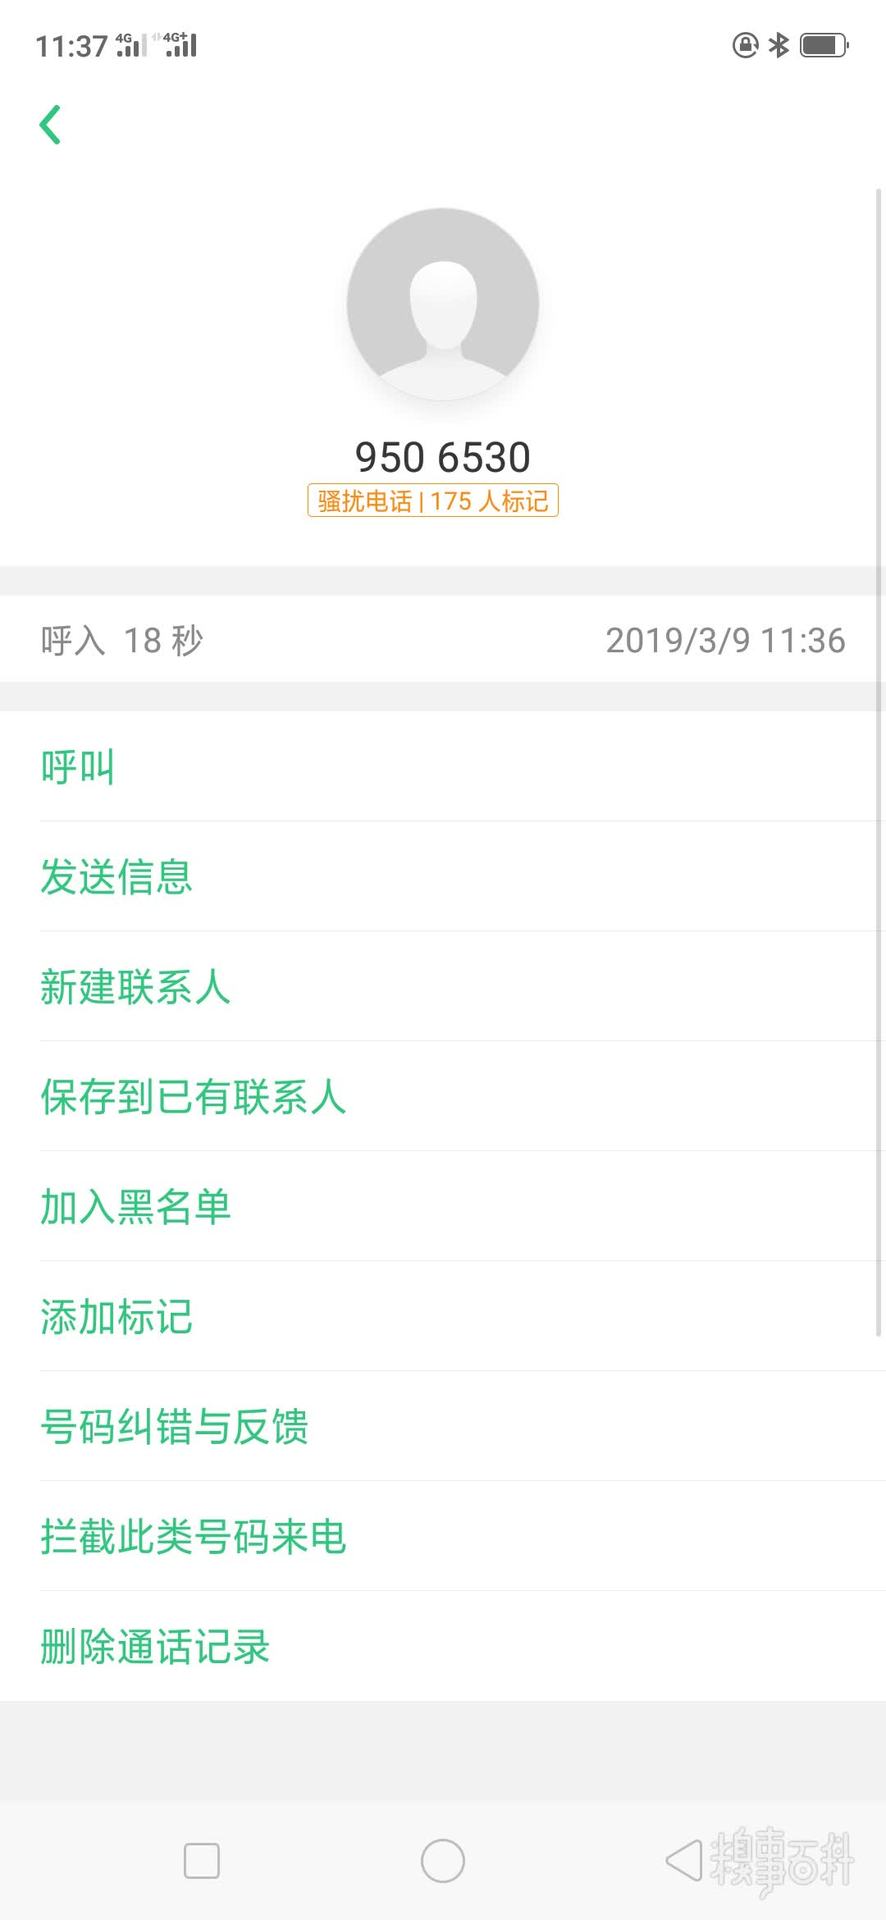 11:37 4G 4G+
950 6530
骚扰电话 | 175 人标记
呼入 18 秒 2019/3/9 11:36
呼叫
发送信息
新建联系人
保存到已有联系人
加入黑名单
添加标记
号码纠错与反馈
拦截此类号码来电
删除通话记录
糗事百科